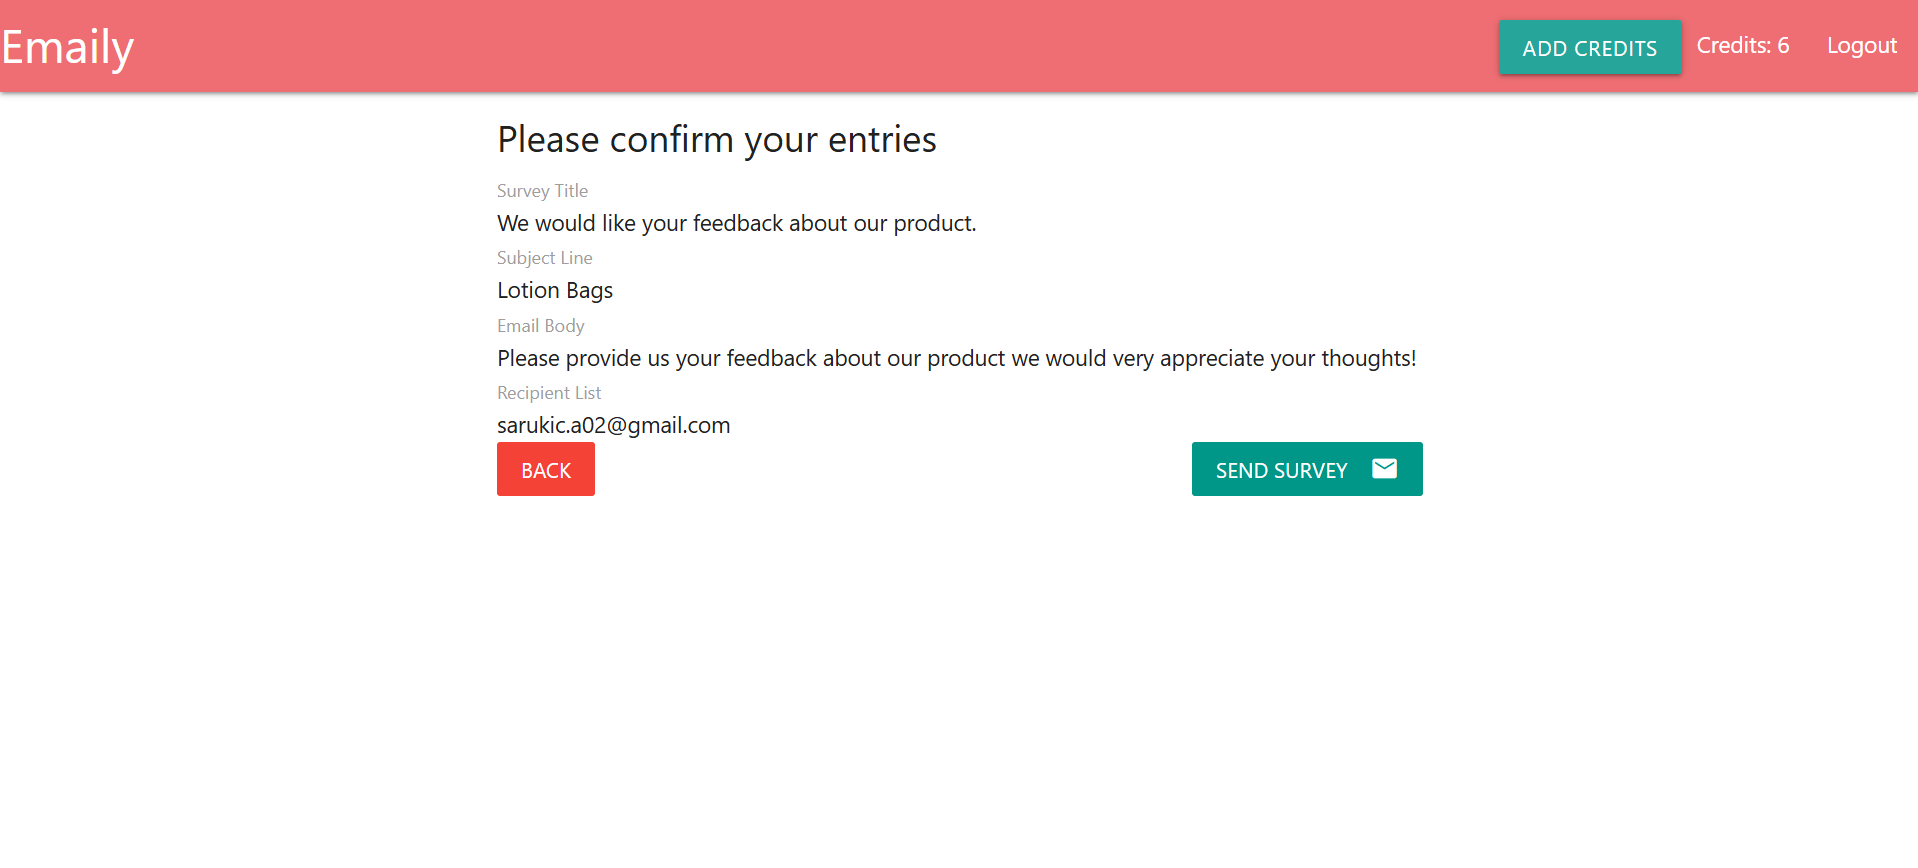 Emaily
ADD CREDITS
Credits: 6
Logout
Please confirm your entries
Survey Title
We would like your feedback about our product.
Subject Line
Lotion Bags
Email Body
Please provide us your feedback about our product we would very appreciate your thoughts!
Recipient List
sarukic.a02@gmail.com
BACK
SEND SURVEY